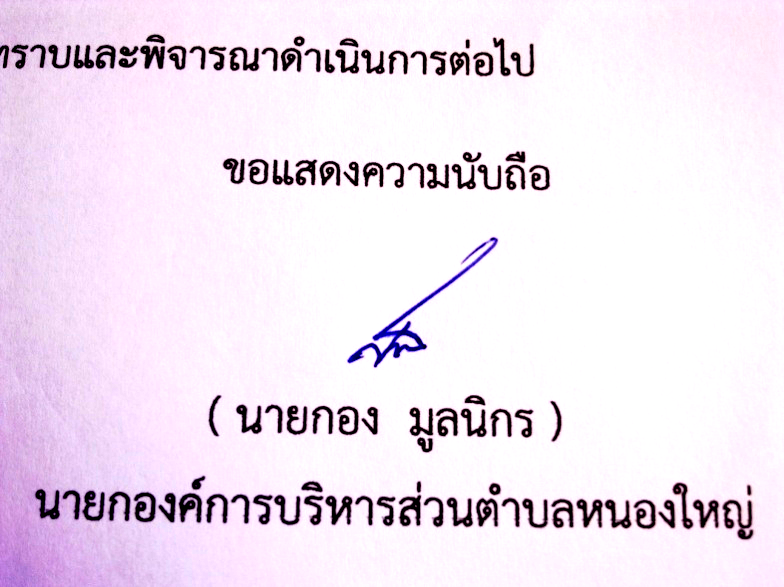 ทราบและพิจารณาดำเนินการต่อไป
ขอแสดงความนับถือ
( นายกอง มูลนิกร )
นายกองค์การบริหารส่วนตำบลหนองใหญ่